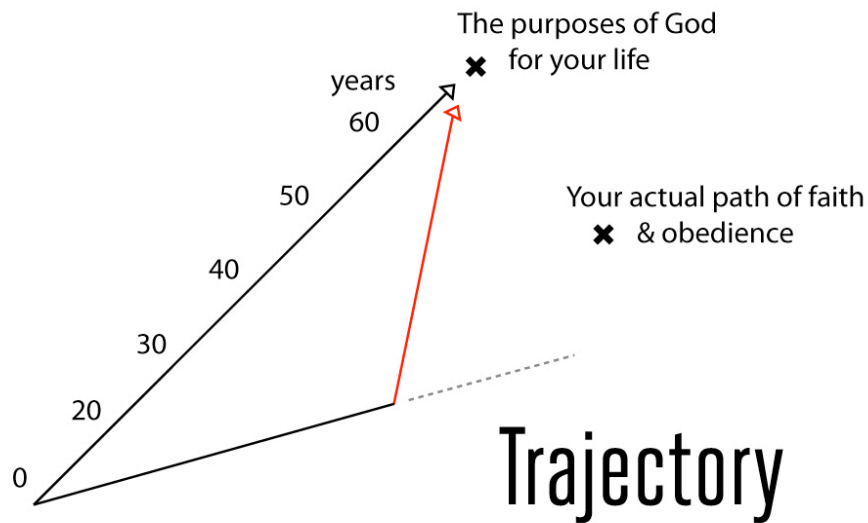 The purposes of God
for your life
years
60
50
40
30
20
0
Your actual path of faith
& obedience
Trajectory